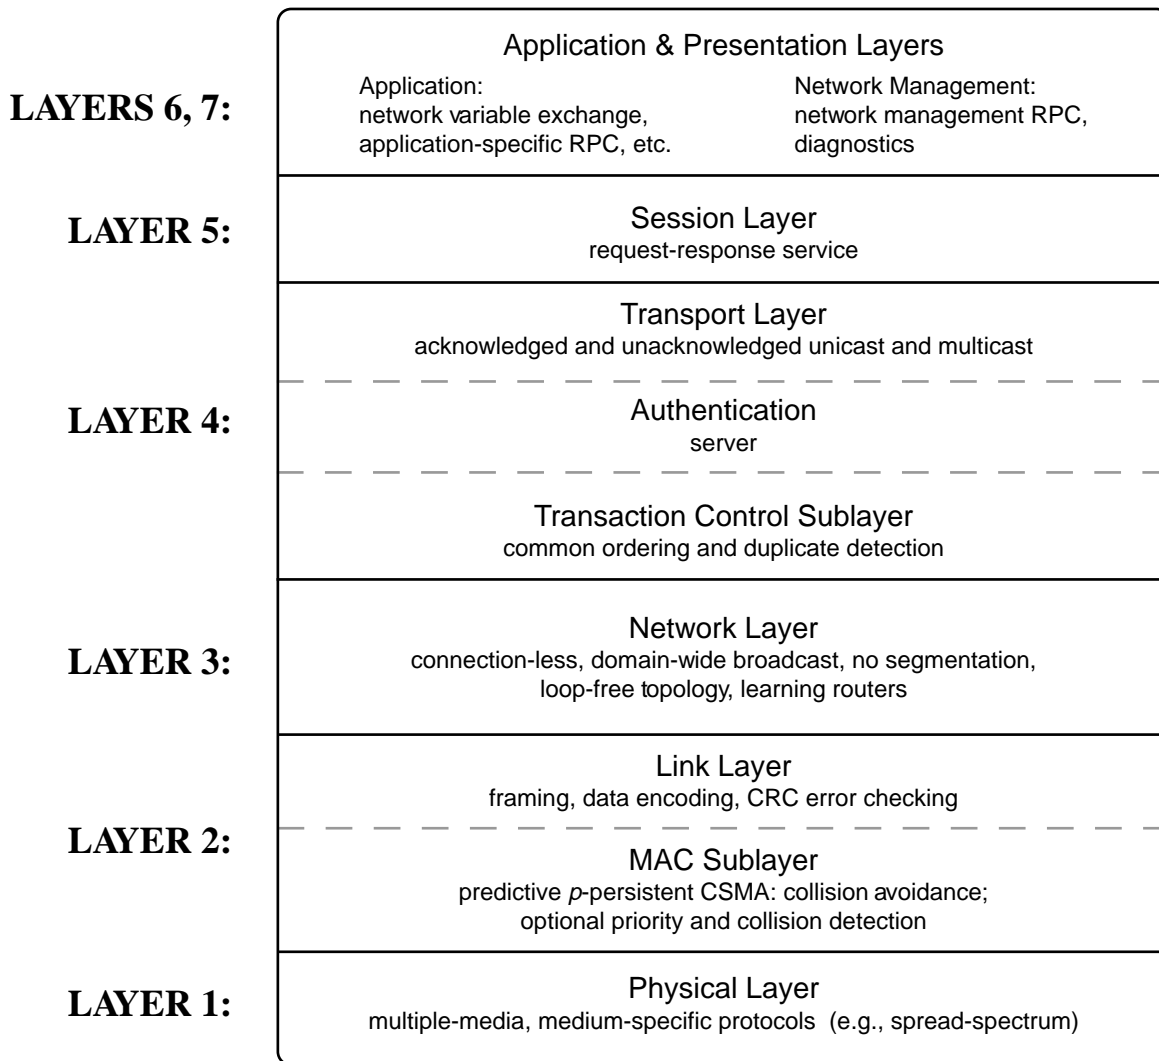 Application & Presentation Layers
LAYERS 6, 7:
Application:
network variable exchange,
application-specific RPC, etc.
Network Management:
network management RPC,
diagnostics
LAYER 5:
Session Layer
request-response service
Transport Layer
acknowledged and unacknowledged unicast and multicast
LAYER 4:
Authentication
server
Transaction Control Sublayer
common ordering and duplicate detection
LAYER 3:
Network Layer
connection-less, domain-wide broadcast, no segmentation,
loop-free topology, learning routers
Link Layer
framing, data encoding, CRC error checking
LAYER 2:
MAC Sublayer
predictive p-persistent CSMA: collision avoidance;
optional priority and collision detection
LAYER 1:
Physical Layer
multiple-media, medium-specific protocols (e.g., spread-spectrum)